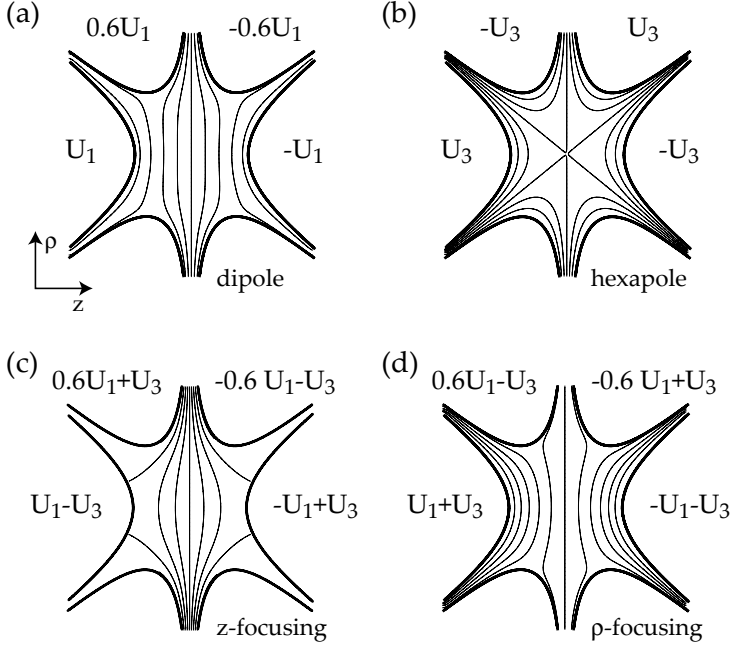 (a)
0.6U₁ -0.6U₁
U₁ -U₁
ρ
z
dipole
(b)
-U₃ U₃
U₃ -U₃
hexapole
(c)
0.6U₁+U₃ -0.6 U₁-U₃
U₁-U₃ -U₁+U₃
z-focusing
(d)
0.6U₁-U₃ -0.6 U₁+U₃
U₁+U₃ -U₁-U₃
ρ-focusing